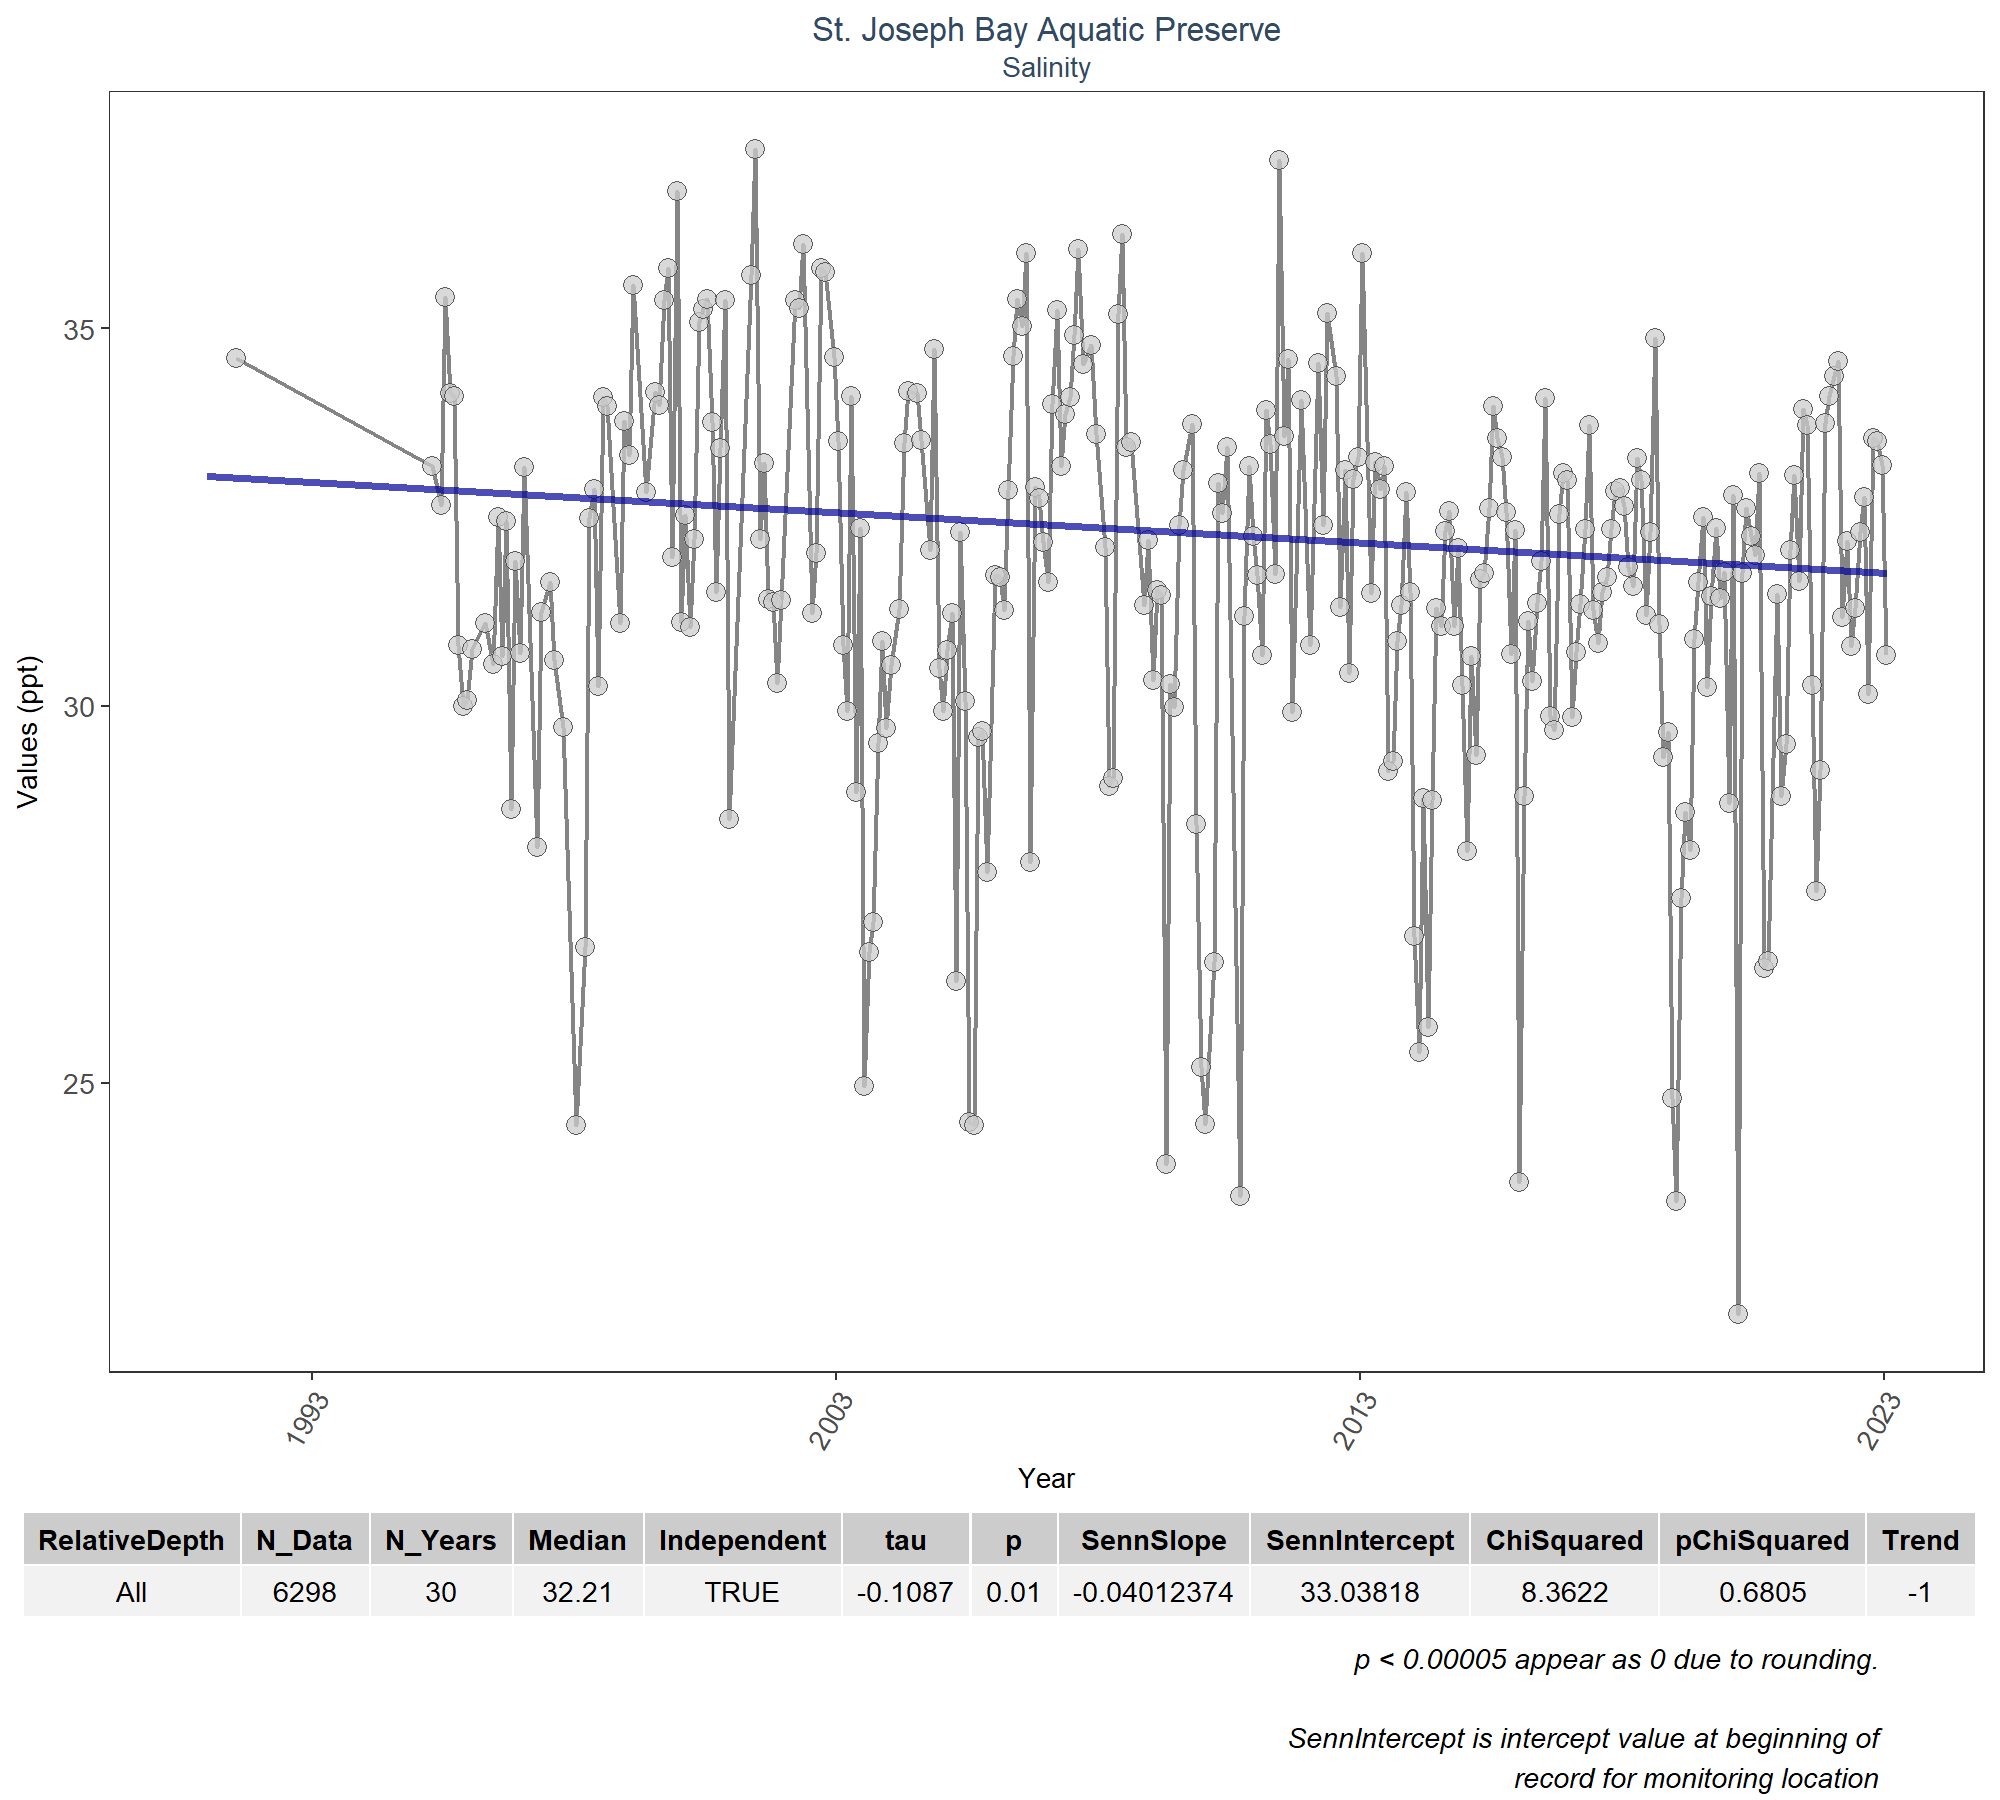 St. Joseph Bay Aquatic Preserve
Salinity
Values (ppt)
35
30
25
1993
2003
2013
2023
Year
RelativeDepth N_Data N_Years Median Independent tau p SennSlope SennIntercept ChiSquared pChiSquared Trend
All 6298 30 32.21 TRUE -0.1087 0.01 -0.04012374 33.03818 8.3622 0.6805 -1
p < 0.00005 appear as 0 due to rounding.
SennIntercept is intercept value at beginning of
record for monitoring location